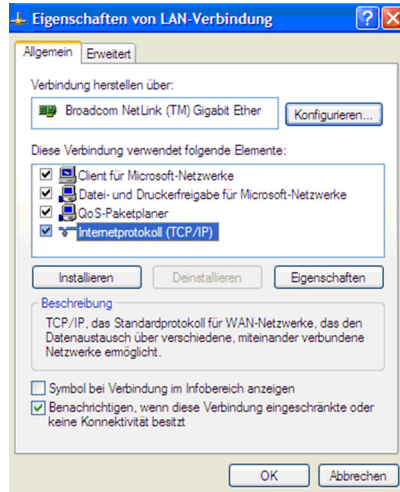 Eigenschaften von LAN-Verbindung
Allgemein Erweitert
Verbindung herstellen über:
Broadcom NetLink (TM) Gigabit Ether
Konfigurieren...
Diese Verbindung verwendet folgende Elemente:
Client für Microsoft-Netzwerke
Datei- und Druckerfreigabe für Microsoft-Netzwerke
QoS-Paketplaner
Internetprotokoll (TCP/IP)
Installieren Deinstallieren Eigenschaften
Beschreibung
TCP/IP, das Standardprotokoll für WAN-Netzwerke, das den
Datenaustausch über verschiedene, miteinander verbundene
Netzwerke ermöglicht.
Symbol bei Verbindung im Infobereich anzeigen
Benachrichtigen, wenn diese Verbindung eingeschränkte oder
keine Konnektivität besitzt
OK Abbrechen